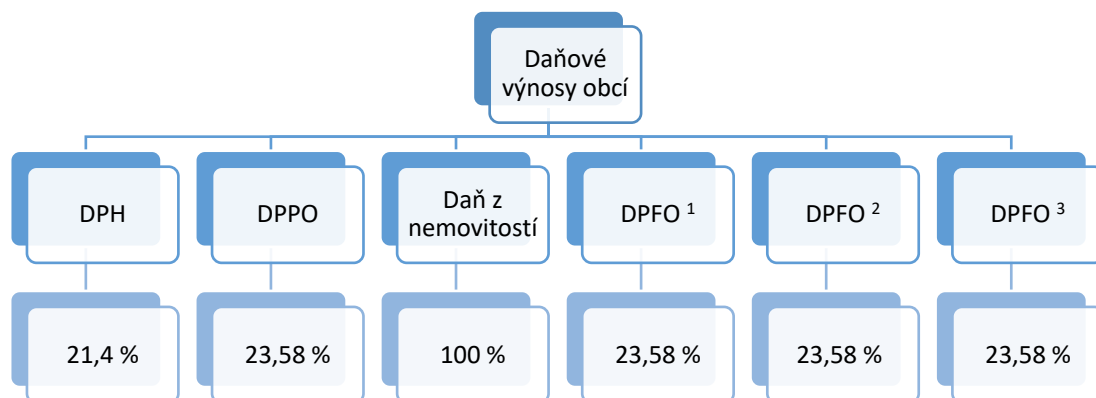 Daňové
výnosy obcí
DPH
DPPO
Daň z
nemovitostí
DPFO ¹
DPFO ²
DPFO ³
21,4 %
23,58 %
100 %
23,58 %
23,58 %
23,58 %